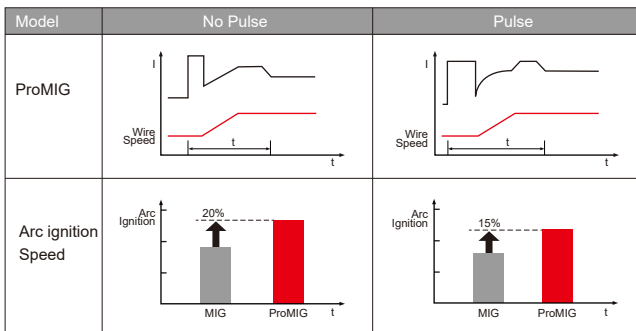 Model
No Pulse
Pulse
ProMIG
I
Wire
Speed
t
t
I
Wire
Speed
t
t
Arc ignition
Speed
Arc
Ignition
20%
MIG
ProMIG
t
Arc
Ignition
15%
MIG
ProMIG
t